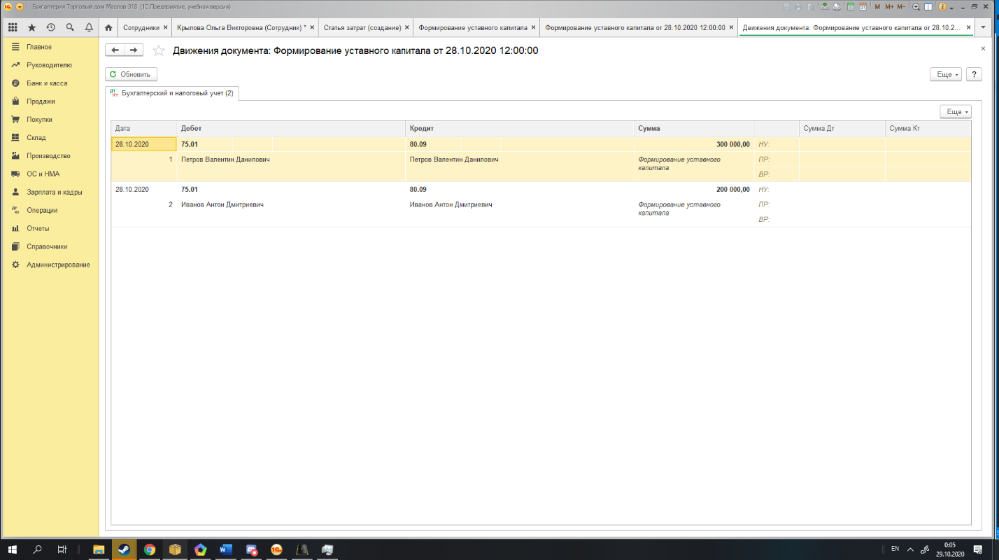 Бухгалтерия Торговый дом Маслов-318 (1С:Предприятие, учебная версия)
M M+ M-
Сотрудники × Крылова Ольга Викторовна (Сотрудник) * × Статья затрат (создание) × Формирование уставного капитала × Формирование уставного капитала от 28.10.2020 12:00:00 × Движения документа: Формирование уставного капитала от 28.10.2... ×
Главное
Руководителю
Банк и касса
Продажи
Покупки
Склад
Производство
ОС и НМА
Зарплата и кадры
Операции
Отчеты
Справочники
Администрирование
Движения документа: Формирование уставного капитала от 28.10.2020 12:00:00
Обновить
Еще
?
Дт Кт Бухгалтерский и налоговый учет (2)
Еще
Дата Дебет Кредит Сумма Сумма Дт Сумма Кт
28.10.2020 75.01 80.09 300 000,00 НУ:
1 Петров Валентин Данилович Петров Валентин Данилович Формирование уставного ПР:
капитала
ВР:
28.10.2020 75.01 80.09 200 000,00 НУ:
2 Иванов Антон Дмитриевич Иванов Антон Дмитриевич Формирование уставного ПР:
капитала
ВР:
EN
0:05
29.10.2020